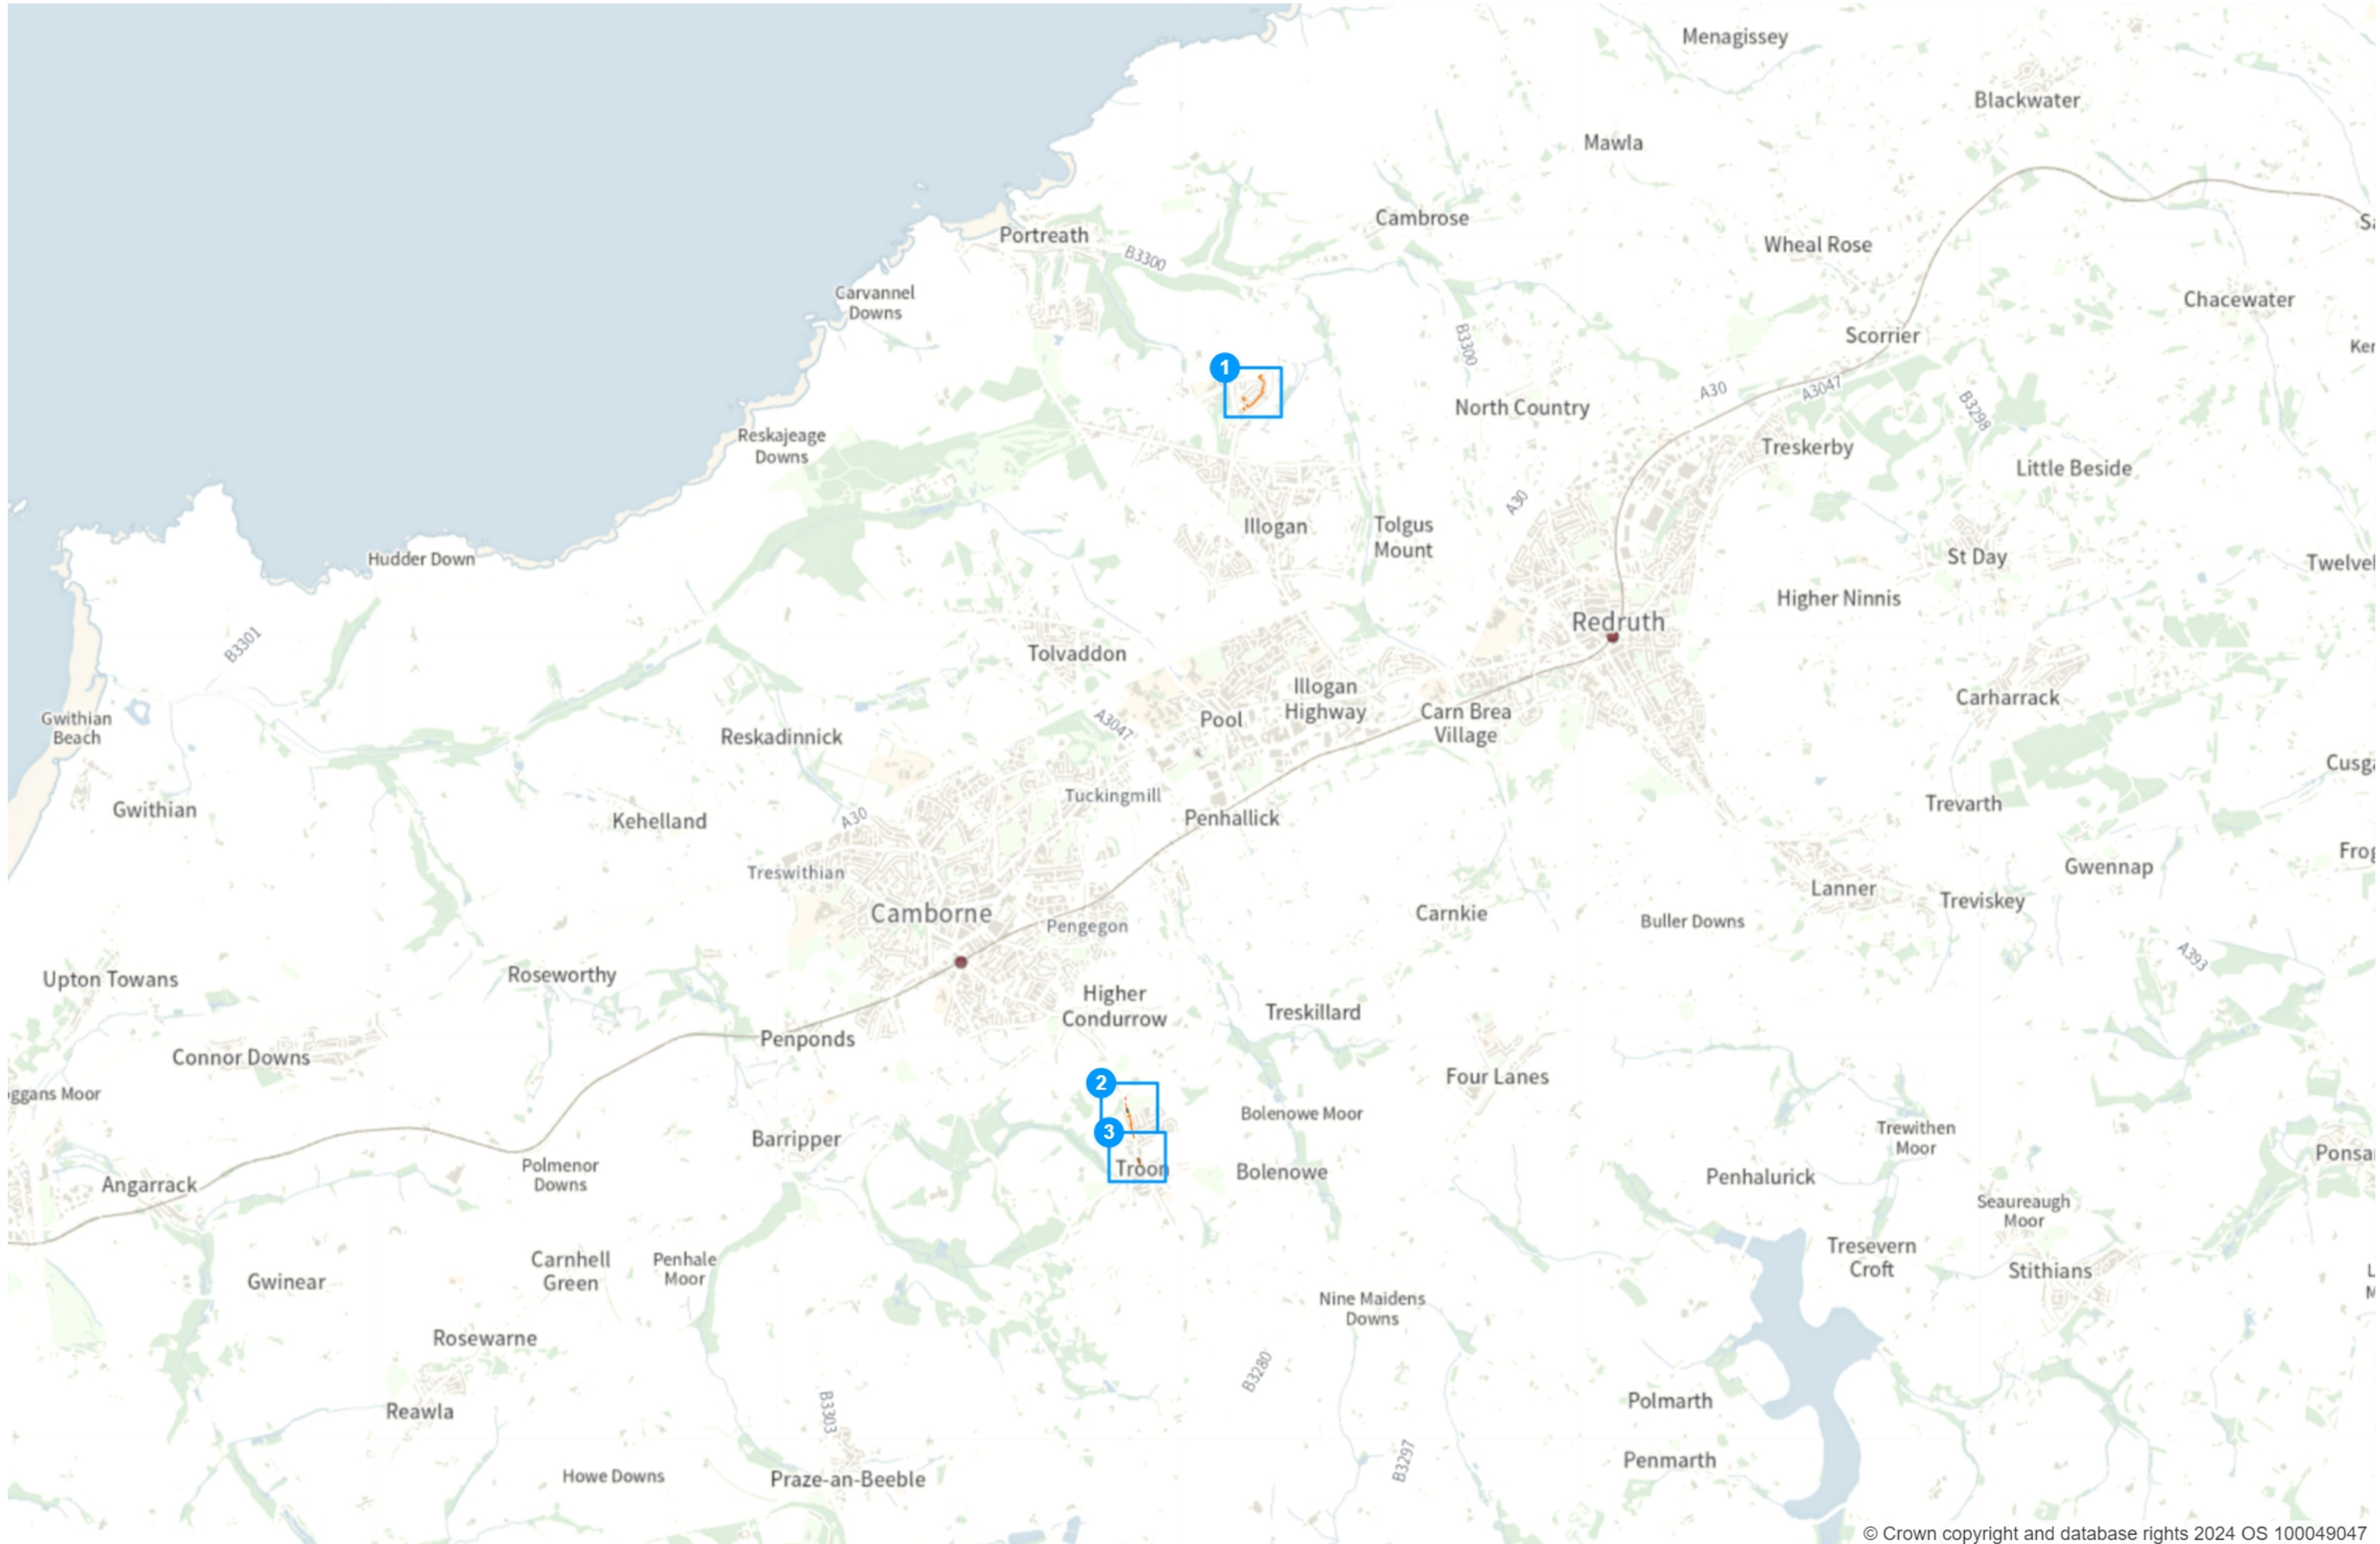 Menagissey
Blackwater
Mawla
Cambrose
Portreath
Wheal Rose
B3300
Carvannel
Downs
Chacewater
Scorrier
B3300
1
A30
A3047
North Country
B3298
Reskajeage
Downs
Treskerby
Little Beside
A30
Illogan
Tolgus
Mount
Hudder Down
St Day
Higher Ninnis
Redruth
B3301
Tolvaddon
Illogan
Highway
Carharrack
Gwithian
Beach
A3047
Pool
Carn Brea
Village
Reskadinnick
Tuckingmill
Trevarth
Gwithian
Kehelland
A30
Penhallick
Treswithian
Gwennap
Lanner
Treviskey
Camborne
Pengegon
Carnkie
Buller Downs
A393
Upton Towans
Roseworthy
Higher
Condurrow
Treskillard
Connor Downs
Penponds
Four Lanes
ggans Moor
2
Bolenowe Moor
3
Trewithen
Moor
Barripper
Troon
Bolenowe
Polmenor
Downs
Penhalurick
Angarrack
Seaureaugh
Moor
Carnhell
Green
Penhale
Moor
Tresevern
Croft
Stithians
Gwinear
Nine Maidens
Downs
Rosewarne
B3280
Reawla
B3303
Polmarth
B3297
Penmarth
Howe Downs
Praze-an-Beeble
© Crown copyright and database rights 2024 OS 100049047